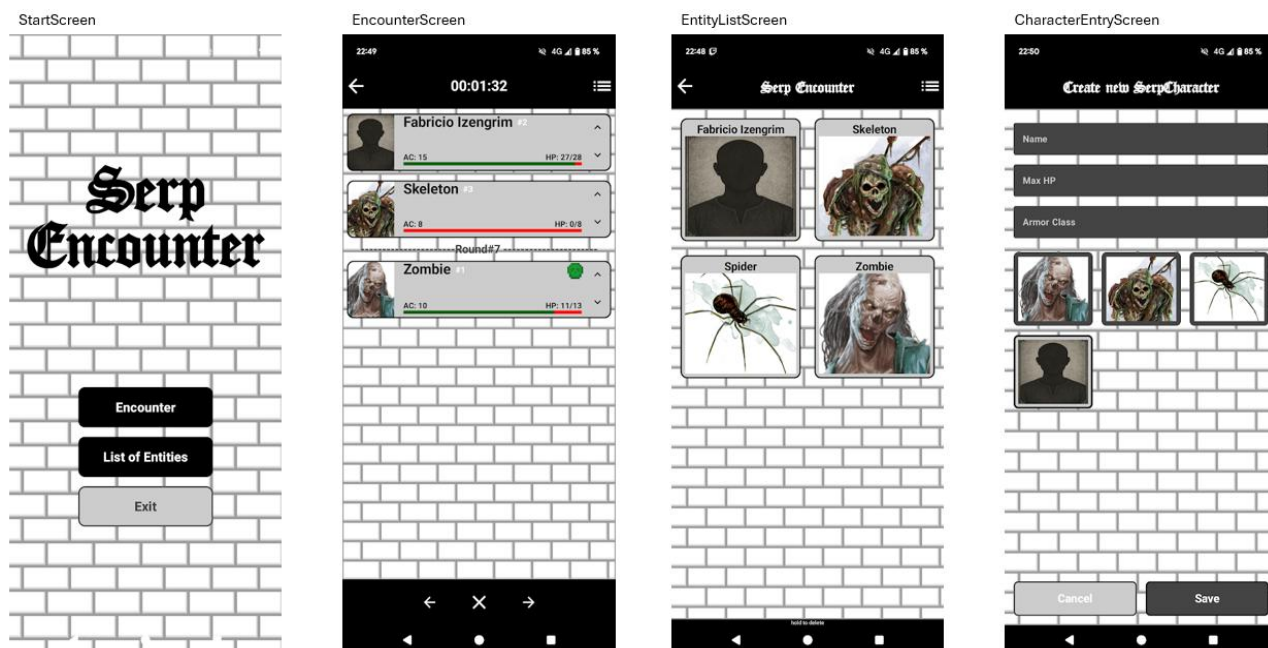 StartScreen
Serp
Encounter
Encounter
List of Entities
Exit
EncounterScreen
22:49 4G 85 %
00:01:32
Fabricio Izengrim #2
AC: 15 HP: 27/28
Skeleton #3
AC: 8 HP: 0/8
Round#7
Zombie #1
AC: 10 HP: 11/13
EntityListScreen
22:48 4G 85 %
Serp Encounter
Fabricio Izengrim Skeleton
Spider Zombie
hold to delete
CharacterEntryScreen
22:50 4G 85 %
Create new SerpCharacter
Name
Max HP
Armor Class
Cancel Save